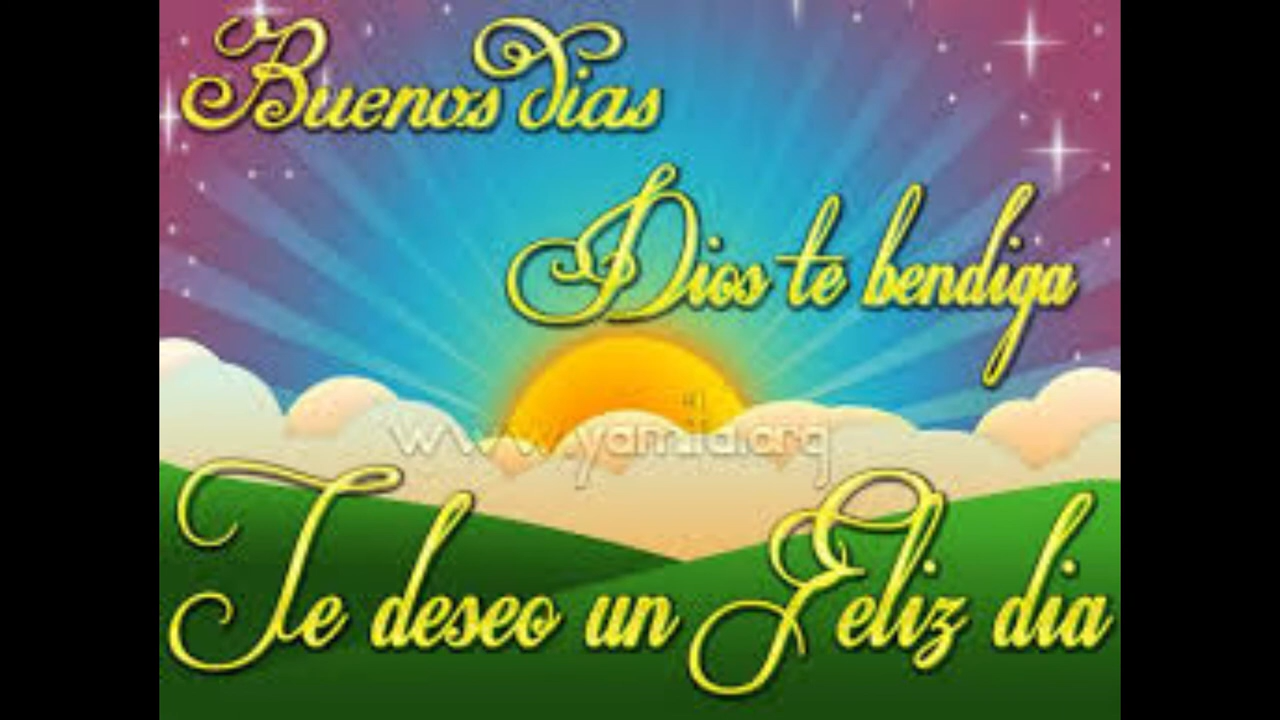 Buenos dias
Dios te bendiga
Te deseo un Feliz dia